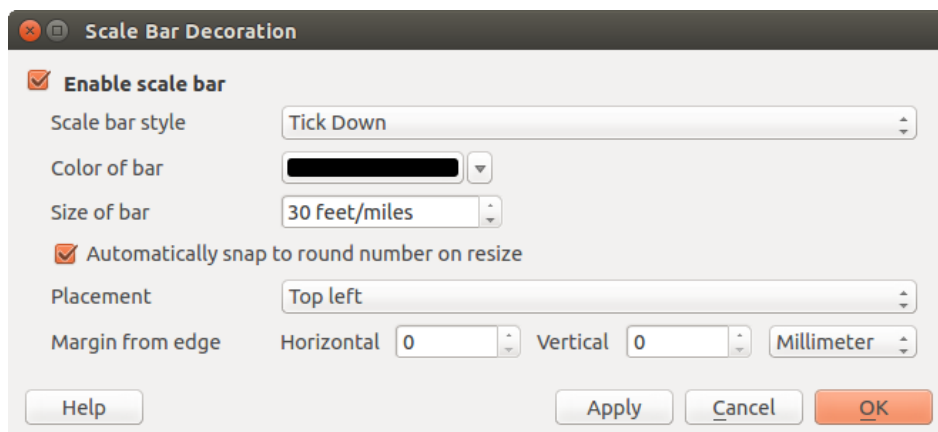 Scale Bar Decoration
Enable scale bar
Scale bar style Tick Down
Color of bar
Size of bar 30 feet/miles
Automatically snap to round number on resize
Placement Top left
Margin from edge Horizontal 0 Vertical 0 Millimeter
Help Apply Cancel OK